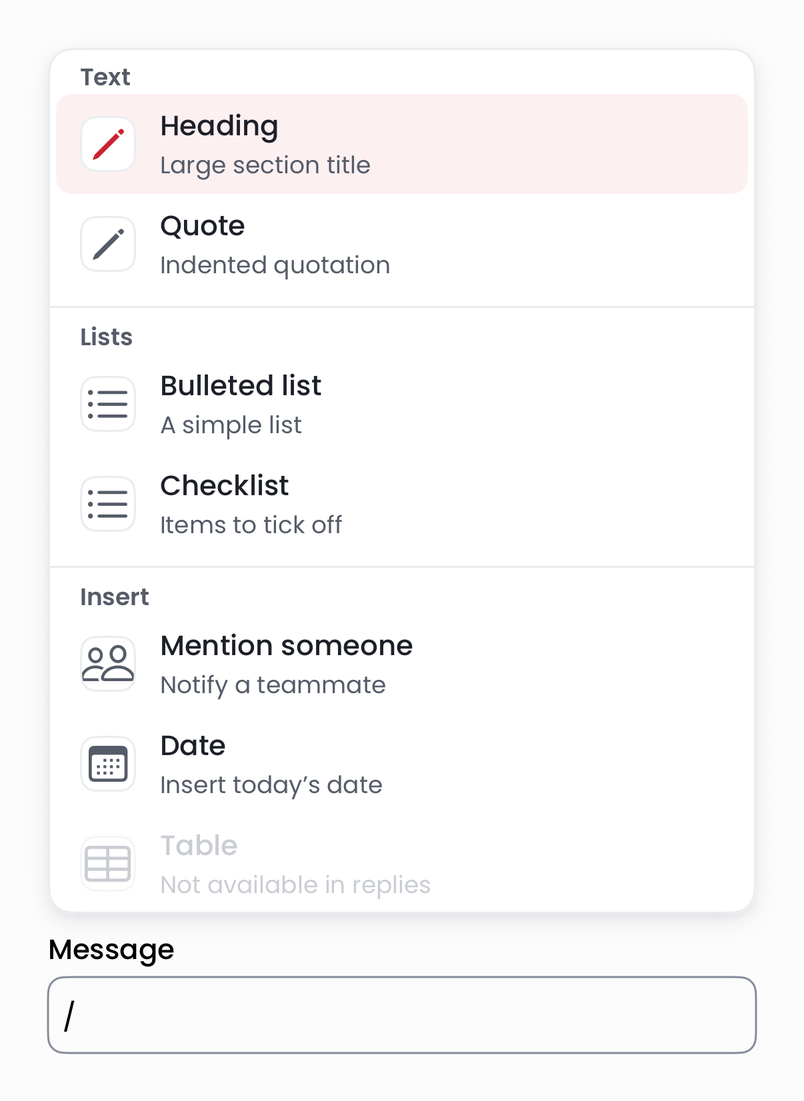 Text
Heading
Large section title
Quote
Indented quotation
Lists
Bulleted list
A simple list
Checklist
Items to tick off
Insert
Mention someone
Notify a teammate
Date
Insert today’s date
Table
Not available in replies
Message
/